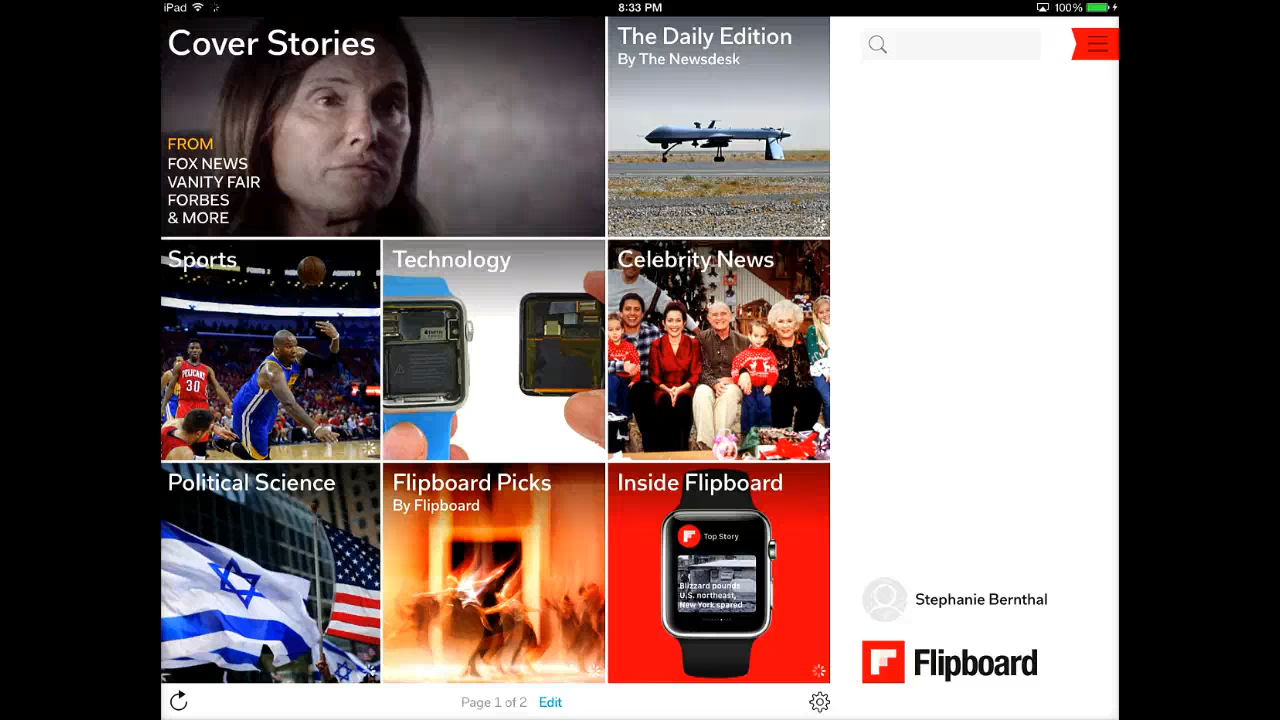 iPad
8:33 PM
100%
Cover Stories
FROM
FOX NEWS
VANITY FAIR
FORBES
& MORE
The Daily Edition
By The Newsdesk
Sports
PELICANS
30
Technology
Celebrity News
Political Science
Flipboard Picks
By Flipboard
Inside Flipboard
Top Story
Blizzard pounds
U.S. northeast,
New York spared
Stephanie Bernthal
Flipboard
Page 1 of 2 Edit